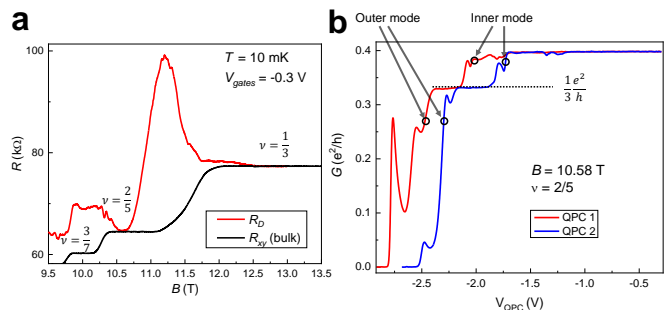 a
T = 10 mK
V_gates = -0.3 V
ν = 1/3
ν = 2/5
ν = 3/7
R_D
R_xy (bulk)
R (kΩ)
100
80
60
9.5 10.0 10.5 11.0 11.5 12.0 12.5 13.0 13.5
B (T)
b
Outer mode
Inner mode
1/3 e²/h
B = 10.58 T
ν = 2/5
QPC 1
QPC 2
G (e²/h)
0.4
0.3
0.2
0.1
0.0
-2.5 -2.0 -1.5 -1.0 -0.5
V_QPC (V)